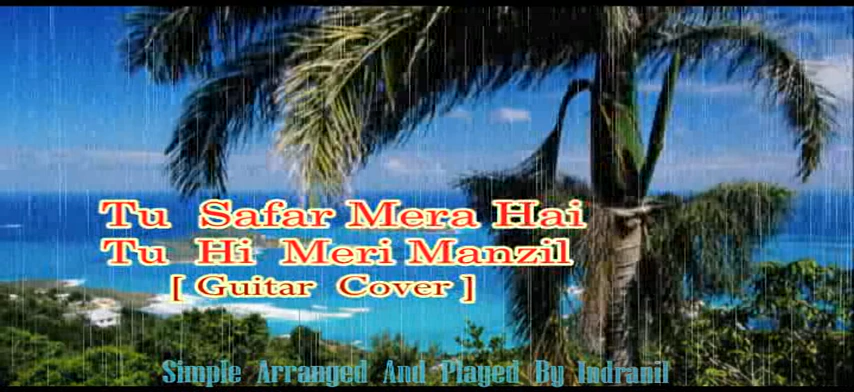 Tu Safar Mera Hai
Tu Hi Meri Manzil
[ Guitar Cover ]
Simple Arranged And Played By Indranil